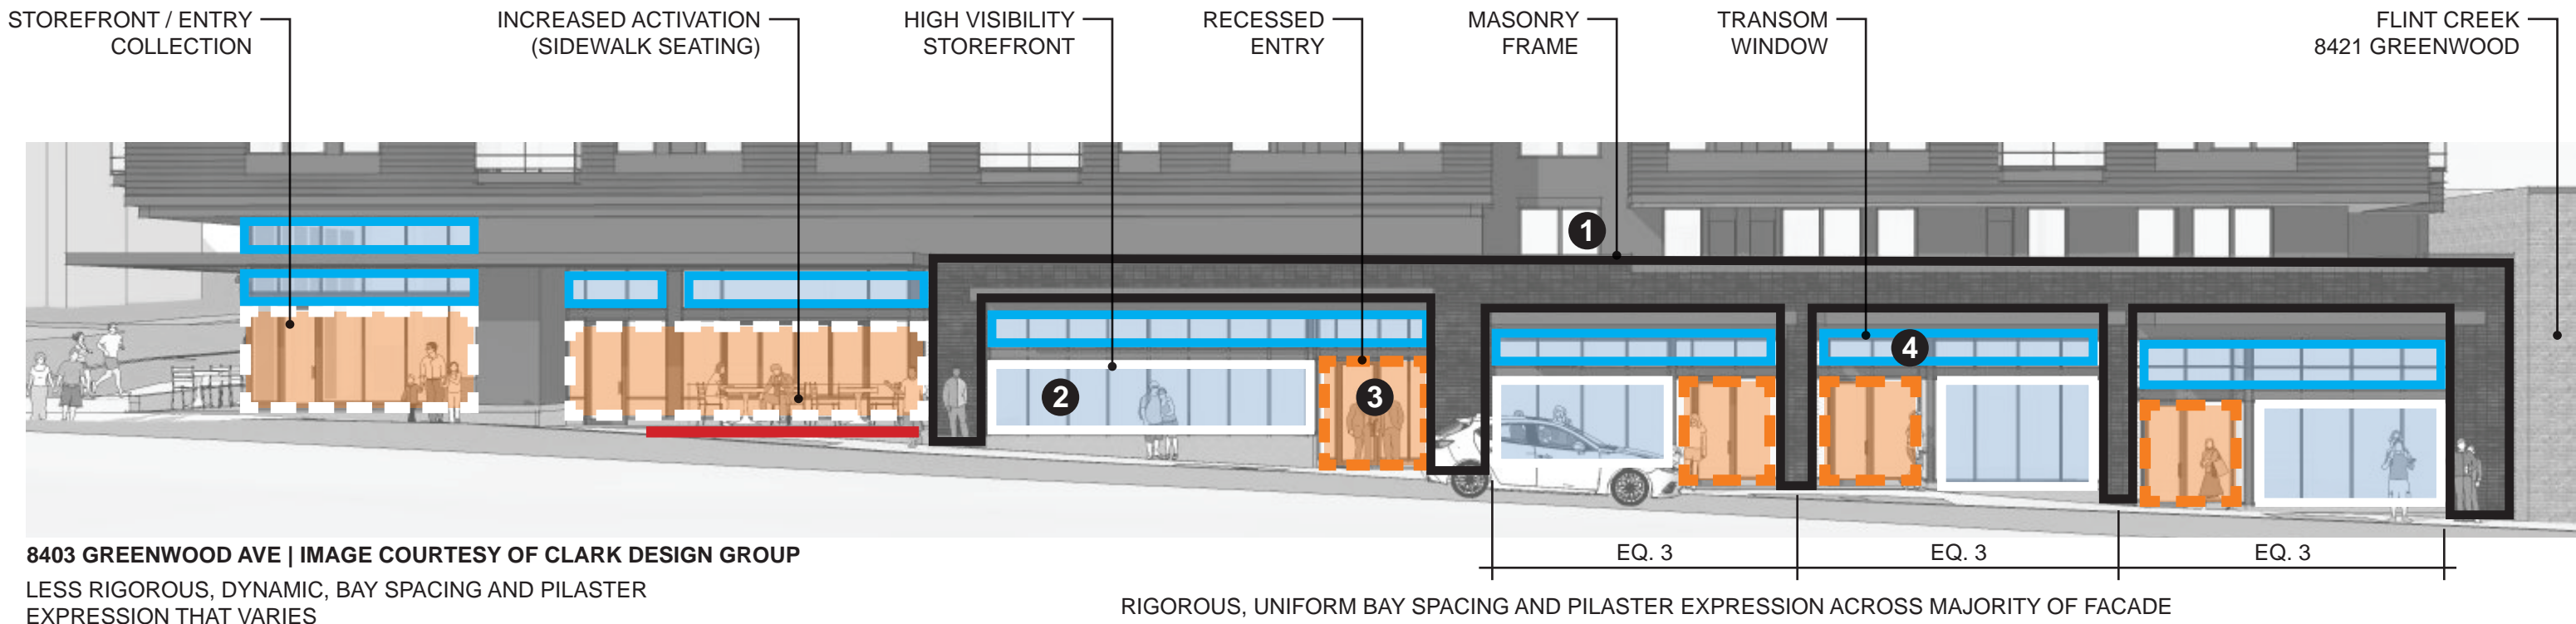 STOREFRONT / ENTRY
COLLECTION
INCREASED ACTIVATION
(SIDEWALK SEATING)
HIGH VISIBILITY
STOREFRONT
RECESSED
ENTRY
MASONRY
FRAME
TRANSOM
WINDOW
FLINT CREEK
8421 GREENWOOD
1
2
3
4
8403 GREENWOOD AVE | IMAGE COURTESY OF CLARK DESIGN GROUP
LESS RIGOROUS, DYNAMIC, BAY SPACING AND PILASTER
EXPRESSION THAT VARIES
EQ. 3
EQ. 3
EQ. 3
RIGOROUS, UNIFORM BAY SPACING AND PILASTER EXPRESSION ACROSS MAJORITY OF FACADE